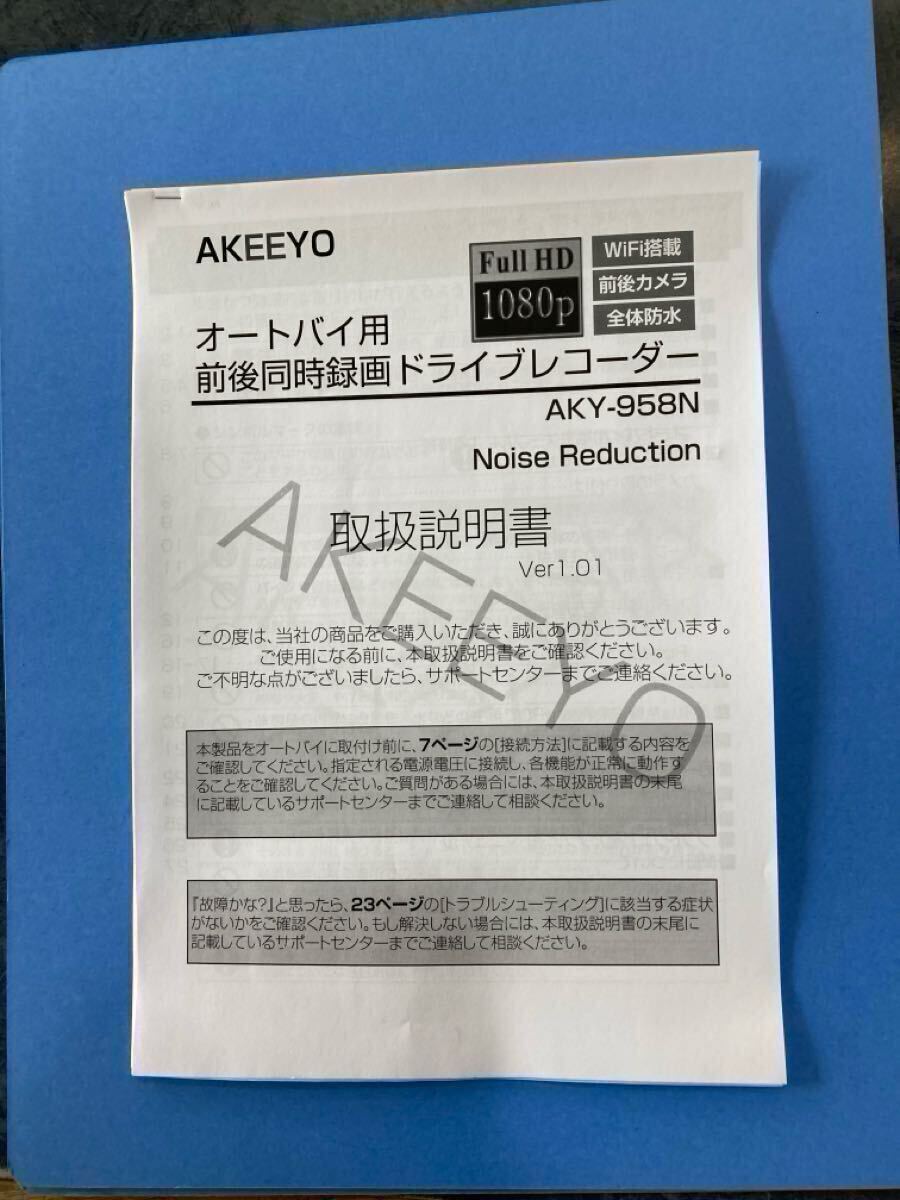 AKEEYO
Full HD
1080p
WiFi搭載
前後カメラ
全体防水
オートバイ用
前後同時録画ドライブレコーダー
AKY-958N
Noise Reduction
取扱説明書
Ver1.01
AKEEYO
この度は、当社の商品をご購入いただき、誠にありがとうございます。
ご使用になる前に、本取扱説明書をご確認ください。
ご不明な点がございましたら、サポートセンターまでご連絡ください。
本製品をオートバイに取付け前に、7ページの[接続方法]に記載する内容を
ご確認してください。指定される電源電圧に接続し、各機能が正常に動作す
ることをご確認してください。ご質問がある場合には、本取扱説明書の末尾
に記載しているサポートセンターまでご連絡して相談ください。
『故障かな?』と思ったら、23ページの[トラブルシューティング]に該当する症状
がないかをご確認ください。もし解決しない場合には、本取扱説明書の末尾に
記載しているサポートセンターまでご連絡して相談ください。